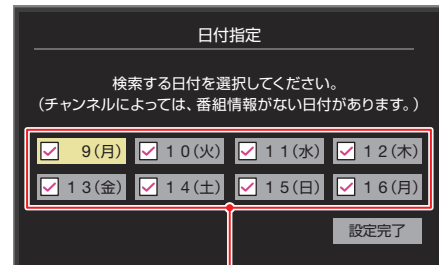 日付指定
検索する日付を選択してください。
（チャンネルによっては、番組情報がない日付があります。）
9(月) 10(火) 11(水) 12(木)
13(金) 14(土) 15(日) 16(月)
設定完了